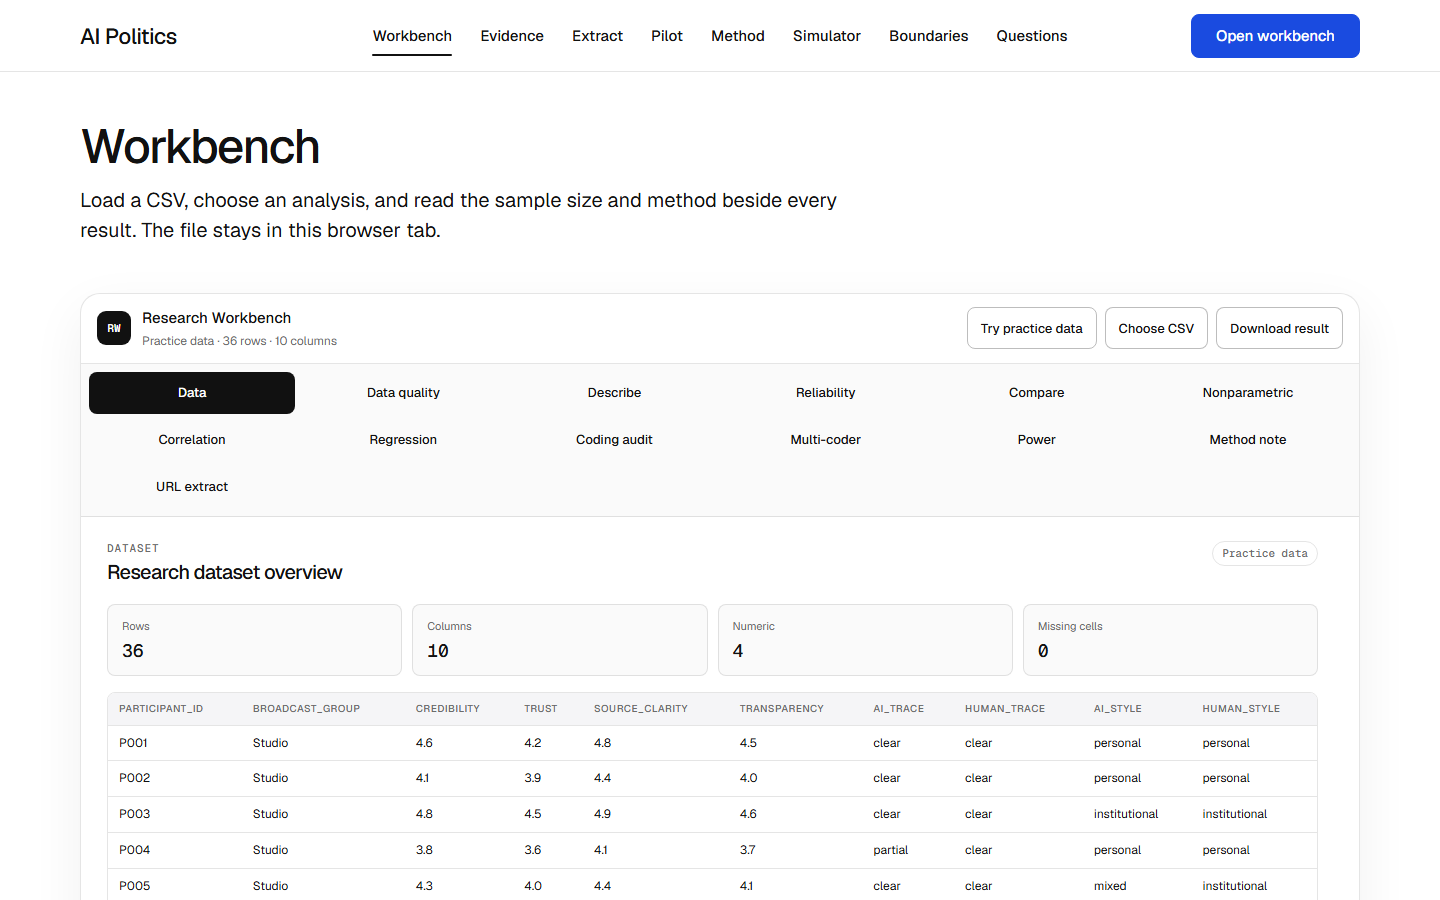 AI Politics
Workbench Evidence Extract Pilot Method Simulator Boundaries Questions
Open workbench
Workbench
Load a CSV, choose an analysis, and read the sample size and method beside every
result. The file stays in this browser tab.
RW
Research Workbench
Practice data · 36 rows · 10 columns
Try practice data Choose CSV Download result
Data Data quality Describe Reliability Compare Nonparametric
Correlation Regression Coding audit Multi-coder Power Method note
URL extract
DATASET
Research dataset overview
Practice data
Rows Columns Numeric Missing cells
36 10 4 0
PARTICIPANT_ID BROADCAST_GROUP CREDIBILITY TRUST SOURCE_CLARITY TRANSPARENCY AI_TRACE HUMAN_TRACE AI_STYLE HUMAN_STYLE
P001 Studio 4.6 4.2 4.8 4.5 clear clear personal personal
P002 Studio 4.1 3.9 4.4 4.0 clear clear personal personal
P003 Studio 4.8 4.5 4.9 4.6 clear clear institutional institutional
P004 Studio 3.8 3.6 4.1 3.7 partial clear personal personal
P005 Studio 4.3 4.0 4.4 4.1 clear clear mixed institutional